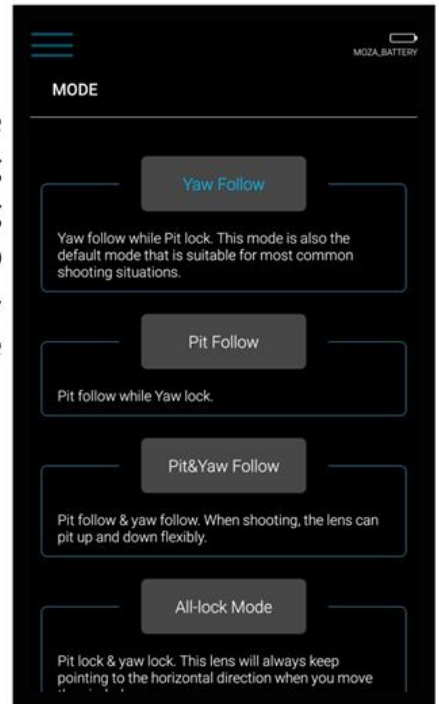 MOZA_BATTERY
MODE
Yaw Follow
Yaw follow while Pit lock. This mode is also the
default mode that is suitable for most common
shooting situations.
Pit Follow
Pit follow while Yaw lock.
Pit&Yaw Follow
Pit follow & yaw follow. When shooting, the lens can
pit up and down flexibly.
All-lock Mode
Pit lock & yaw lock. This lens will always keep
pointing to the horizontal direction when you move